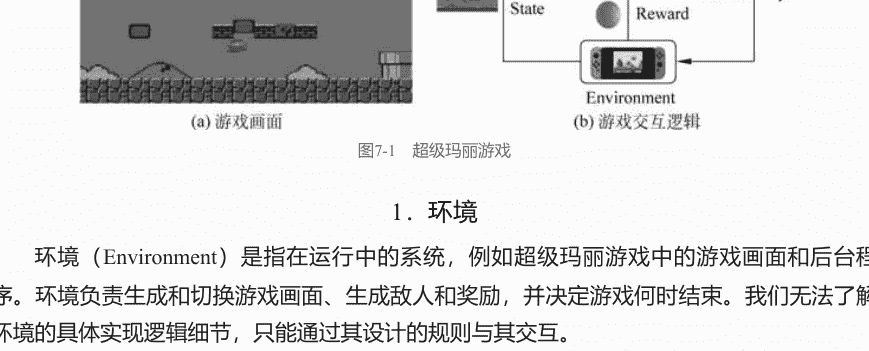 State
Reward
Environment
(a) 游戏画面
(b) 游戏交互逻辑
图7-1 超级玛丽游戏
1．环境
环境（Environment）是指在运行中的系统，例如超级玛丽游戏中的游戏画面和后台程
序。环境负责生成和切换游戏画面、生成敌人和奖励，并决定游戏何时结束。我们无法了解
环境的具体实现逻辑细节，只能通过其设计的规则与其交互。